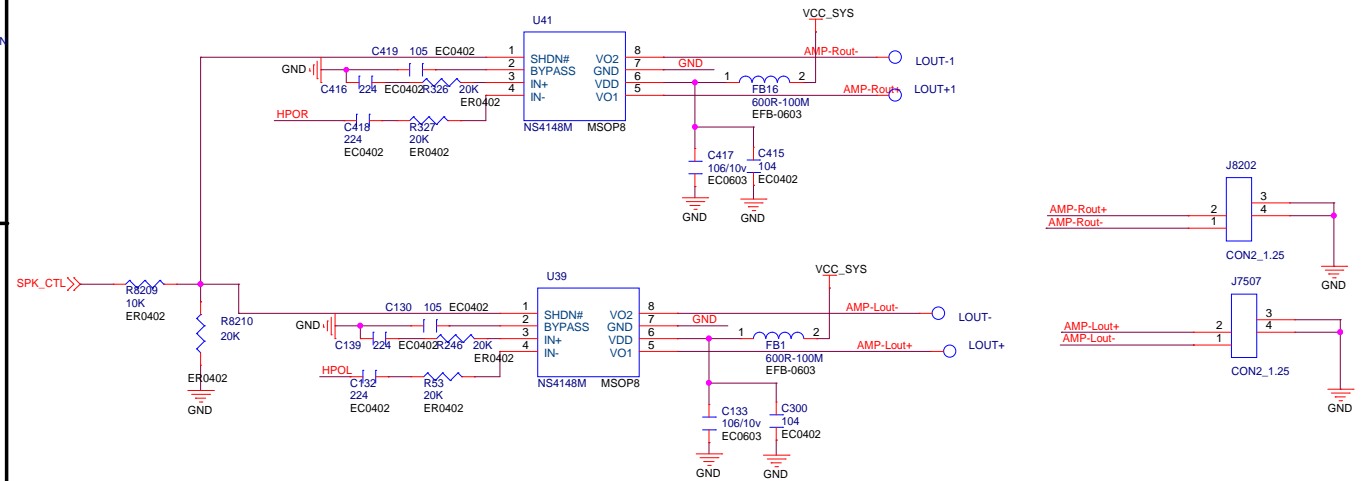 VCC_SYS
U41
N
C419 105 EC0402
1 SHDN# VO2 8 AMP-Rout- LOUT-1
GND 2 BYPASS GND 7 GND
C416 224 EC0402 R326 20K 3 IN+ VDD 6 1 2
ER0402 4 IN- VO1 5 FB16 AMP-Rout+ LOUT+1
600R-100M
EFB-0603
HPOR
C418 R327 NS4148M MSOP8
224 20K
EC0402 ER0402
C417 C415
106/10v 104
EC0603 EC0402
GND GND
J8202
AMP-Rout+ 2 3
AMP-Rout- 1 4
CON2_1.25
GND
SPK_CTL
R8209
10K
ER0402
R8210
20K
ER0402
GND
VCC_SYS
U39
C130 105 EC0402
1 SHDN# VO2 8 AMP-Lout- LOUT-
GND 2 BYPASS GND 7 GND
C139 224 EC0402 R246 20K 3 IN+ VDD 6 1 2
ER0402 4 IN- VO1 5 FB1 AMP-Lout+ LOUT+
600R-100M
EFB-0603
HPOL
C132 R53 NS4148M MSOP8
224 20K
EC0402 ER0402
C133 C300
106/10v 104
EC0603 EC0402
GND GND
J7507
AMP-Lout+ 2 3
AMP-Lout- 1 4
CON2_1.25
GND